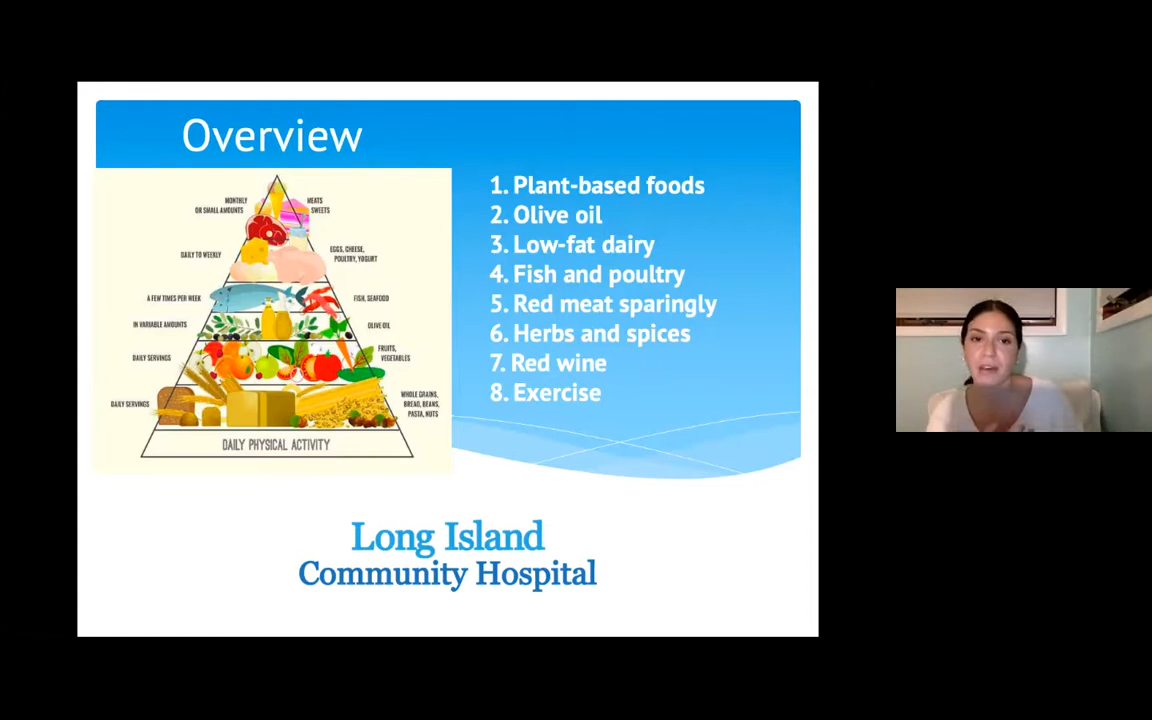 Overview
MONTHLY
OR SMALL AMOUNTS
MEATS
SWEETS
DAILY TO WEEKLY
EGGS, CHEESE,
POULTRY, YOGURT
A FEW TIMES PER WEEK
FISH, SEAFOOD
IN VARIABLE AMOUNTS
OLIVE OIL
DAILY SERVINGS
FRUITS,
VEGETABLES
DAILY SERVINGS
WHOLE GRAINS,
BREAD, BEANS,
PASTA, NUTS
DAILY PHYSICAL ACTIVITY
1. Plant-based foods
2. Olive oil
3. Low-fat dairy
4. Fish and poultry
5. Red meat sparingly
6. Herbs and spices
7. Red wine
8. Exercise
Long Island
Community Hospital